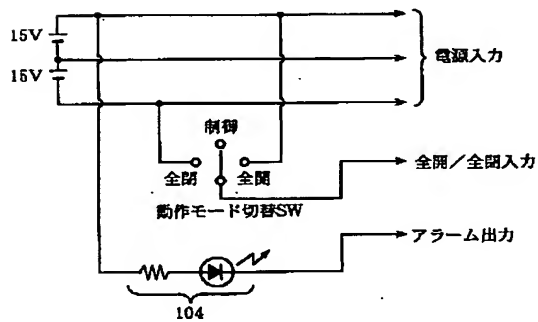 15V
15V
電源入力
制御
全閉
全開
動作モード切替SW
全開/全閉入力
アラーム出力
104